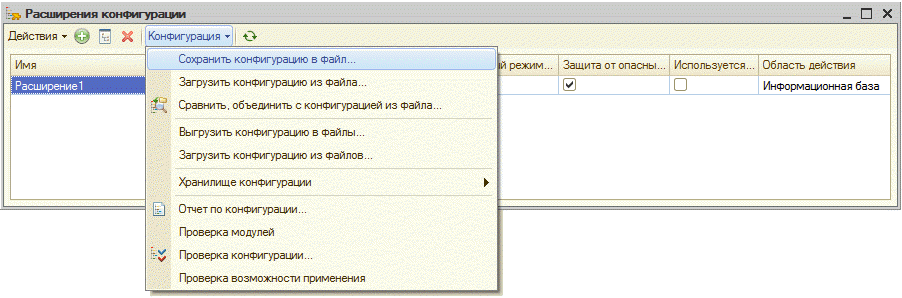 Расширения конфигурации
Действия Конфигурация
Имя й режим... Защита от опасны... Используется... Область действия
Расширение1 Информационная база
Сохранить конфигурацию в файл...
Загрузить конфигурацию из файла...
Сравнить, объединить с конфигурацией из файла...
Выгрузить конфигурацию в файлы...
Загрузить конфигурацию из файлов...
Хранилище конфигурации
Отчет по конфигурации...
Проверка модулей
Проверка конфигурации...
Проверка возможности применения